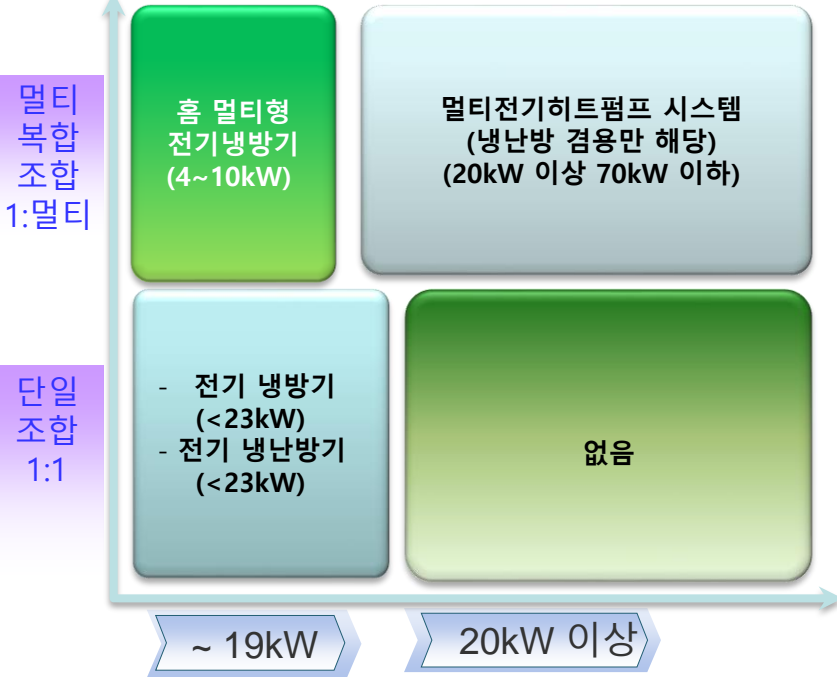 멀티
복합
조합
1:멀티
홈 멀티형
전기냉방기
(4~10kW)
멀티전기히트펌프 시스템
(냉난방 겸용만 해당)
(20kW 이상 70kW 이하)
단일
조합
1:1
- 전기 냉방기
(<23kW)
- 전기 냉난방기
(<23kW)
없음
~ 19kW
20kW 이상